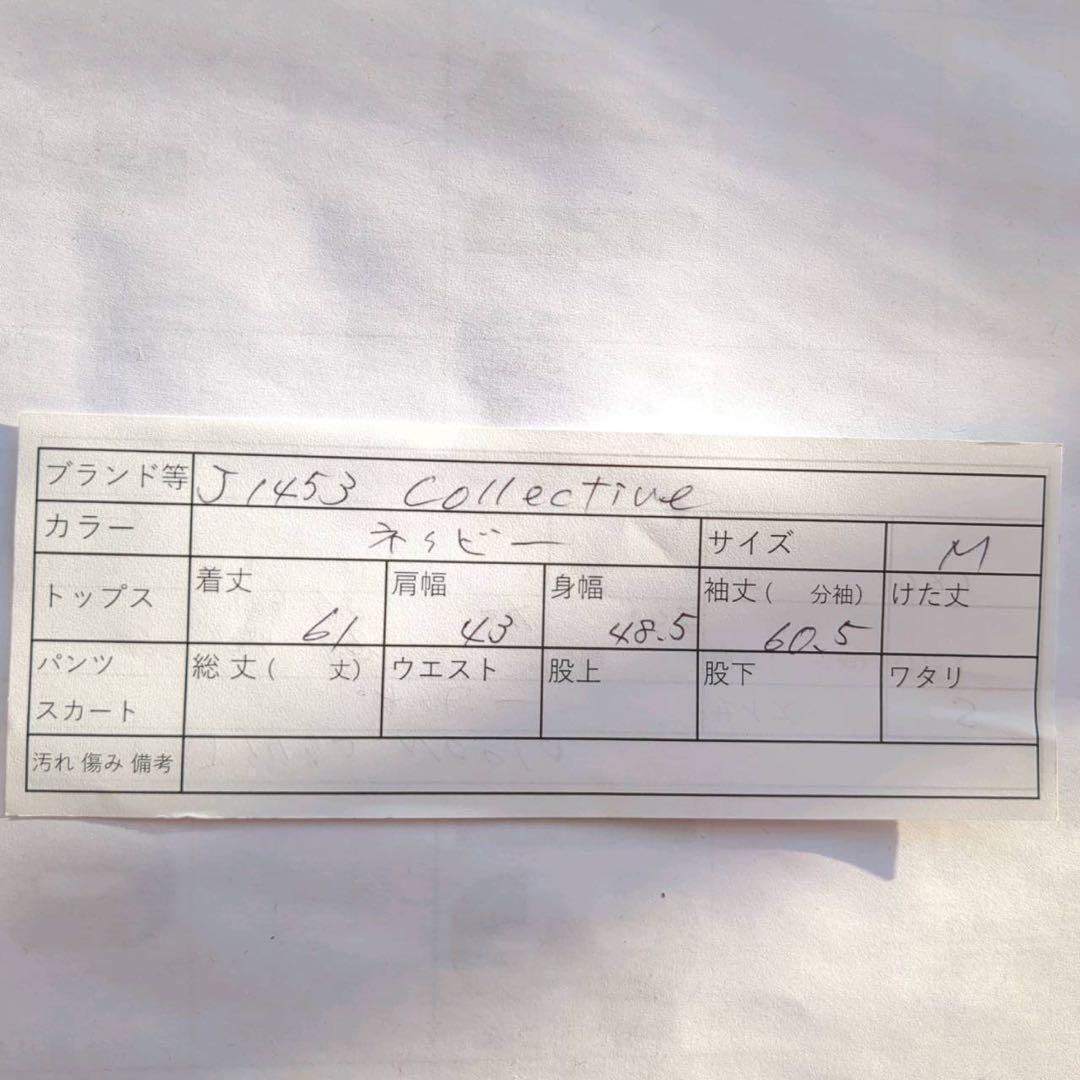 ブランド等 J1453 Collective
カラー ネイビー サイズ M
トップス 着丈 61 肩幅 43 身幅 48.5 袖丈( 分袖) 60.5 けた丈
パンツ スカート 総丈( 丈) ウエスト 股上 股下 ワタリ
汚れ 傷み 備考